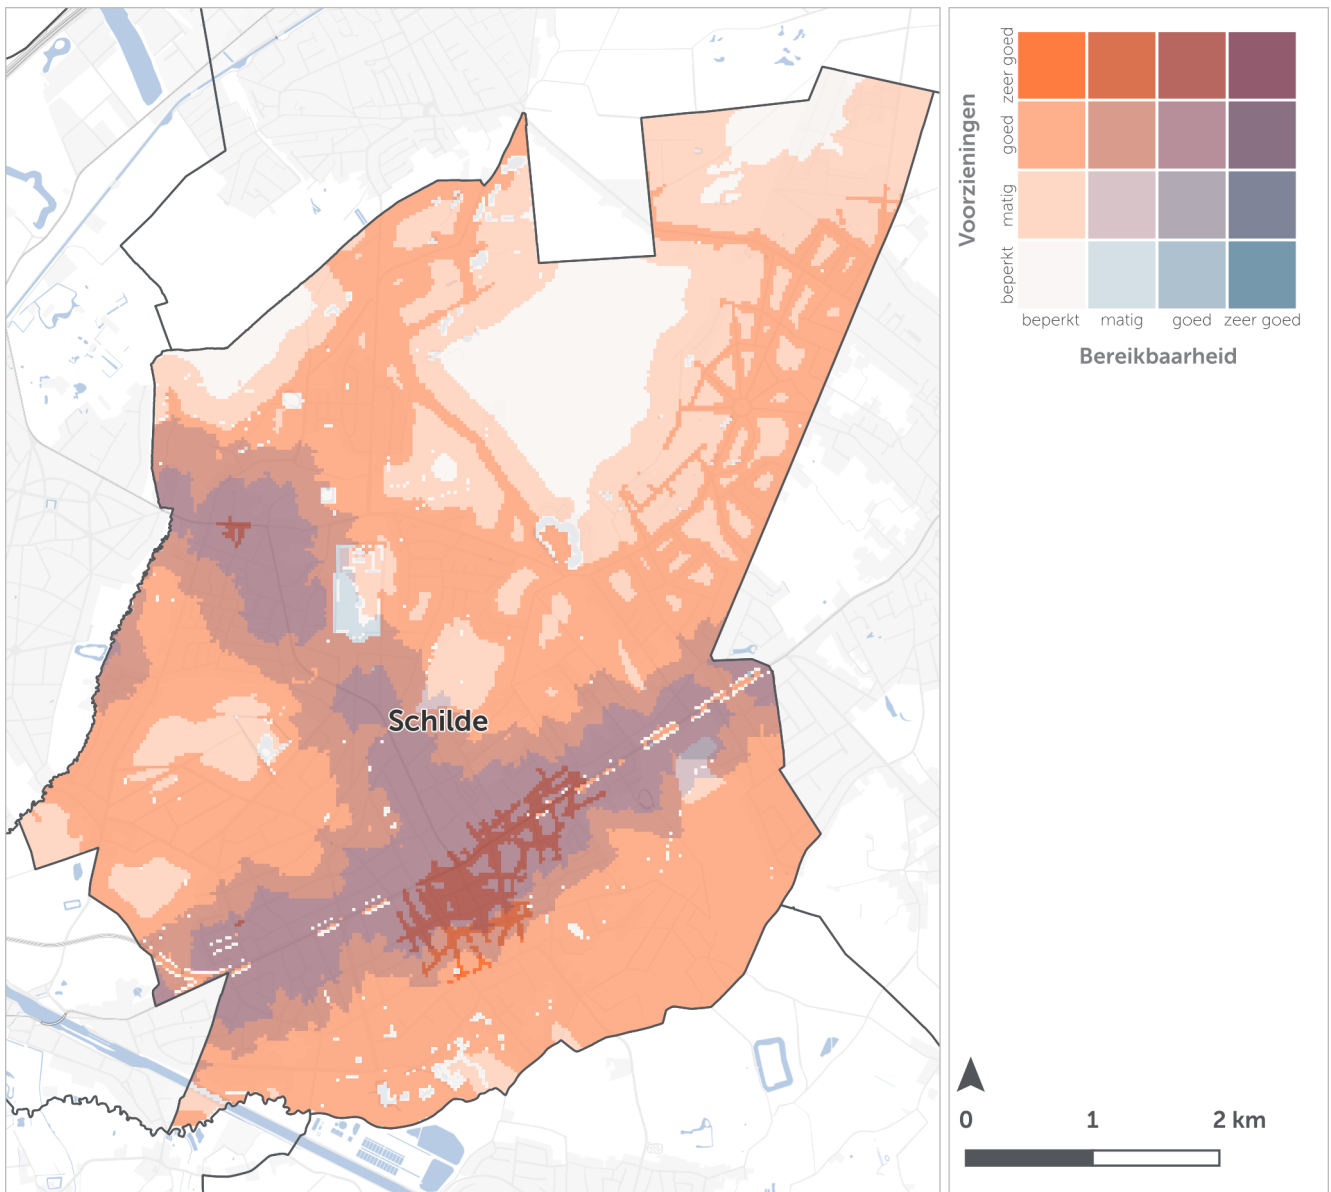 Schilde
Voorzieningen
zeer goed
goed
matig
beperkt
beperkt matig goed zeer goed
Bereikbaarheid
0 1 2 km